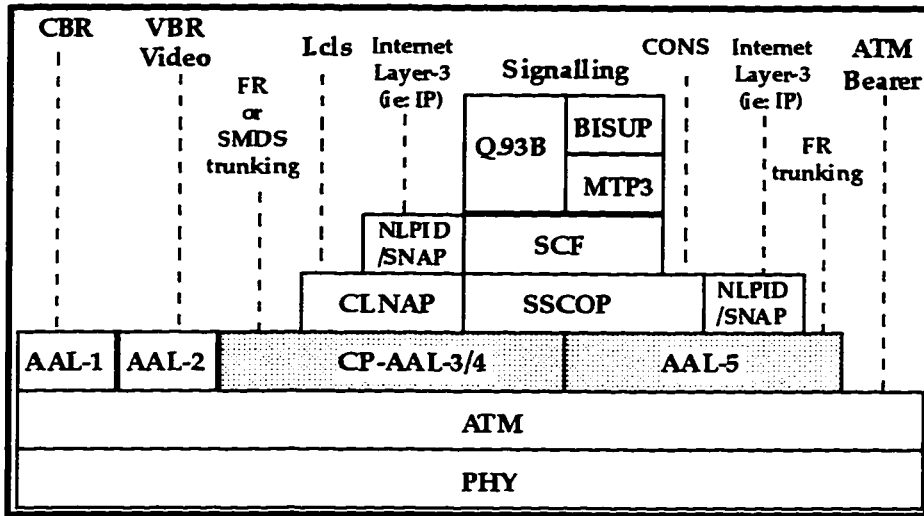 CBR
VBR
Video
FR
or
SMDS
trunking
Lcls
Internet
Layer-3
(ie: IP)
Signalling
CONS
Internet
Layer-3
(ie: IP)
FR
trunking
ATM
Bearer
Q.93B
BISUP
MTP3
NLPID
/SNAP
SCF
CLNAP
SSCOP
NLPID
/SNAP
AAL-1
AAL-2
CP-AAL-3/4
AAL-5
ATM
PHY